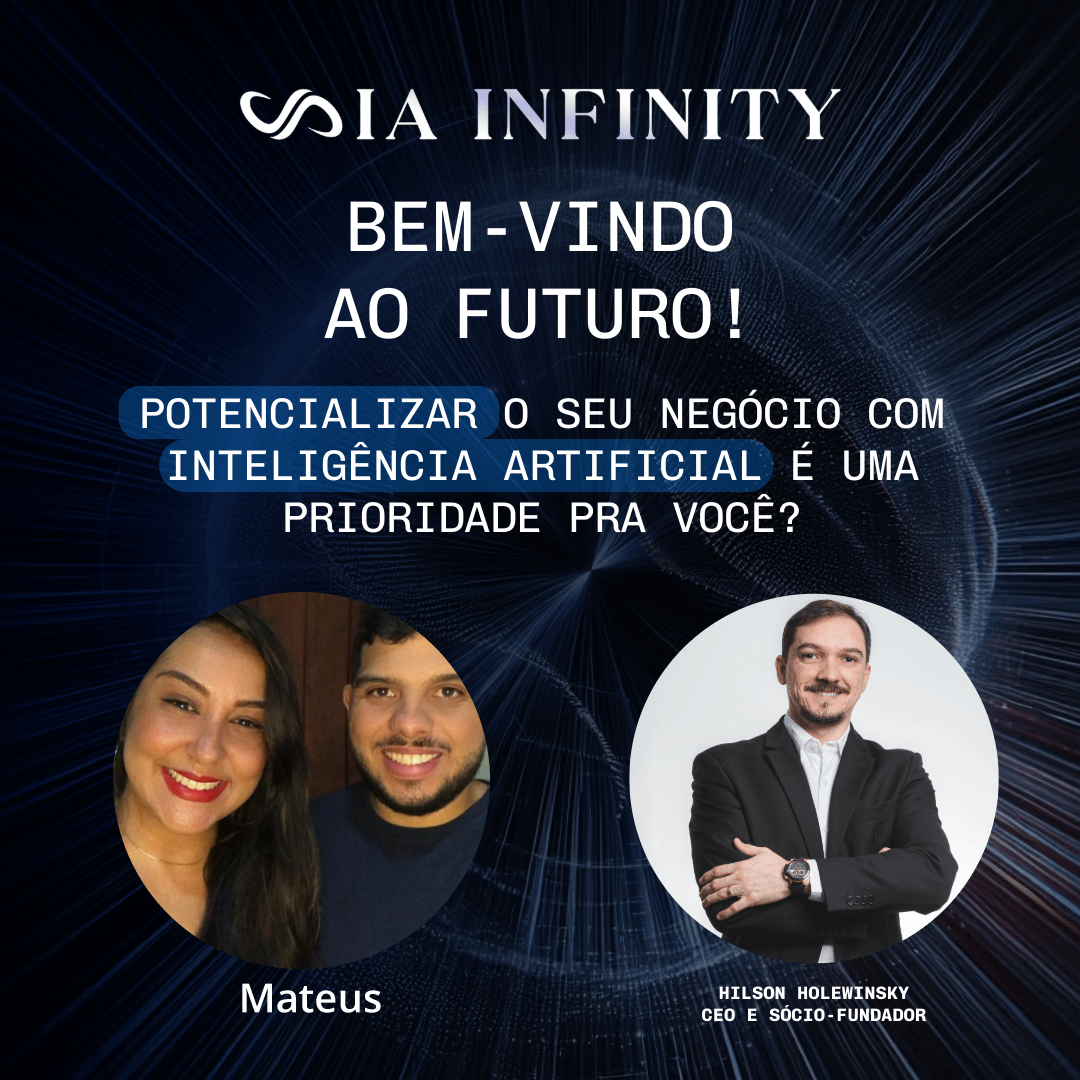 IA INFINITY
BEM-VINDO
AO FUTURO!
POTENCIALIZAR O SEU NEGÓCIO COM
INTELIGÊNCIA ARTIFICIAL É UMA
PRIORIDADE PRA VOCÊ?
Mateus
HILSON HOLEWINSKY
CEO E SÓCIO-FUNDADOR